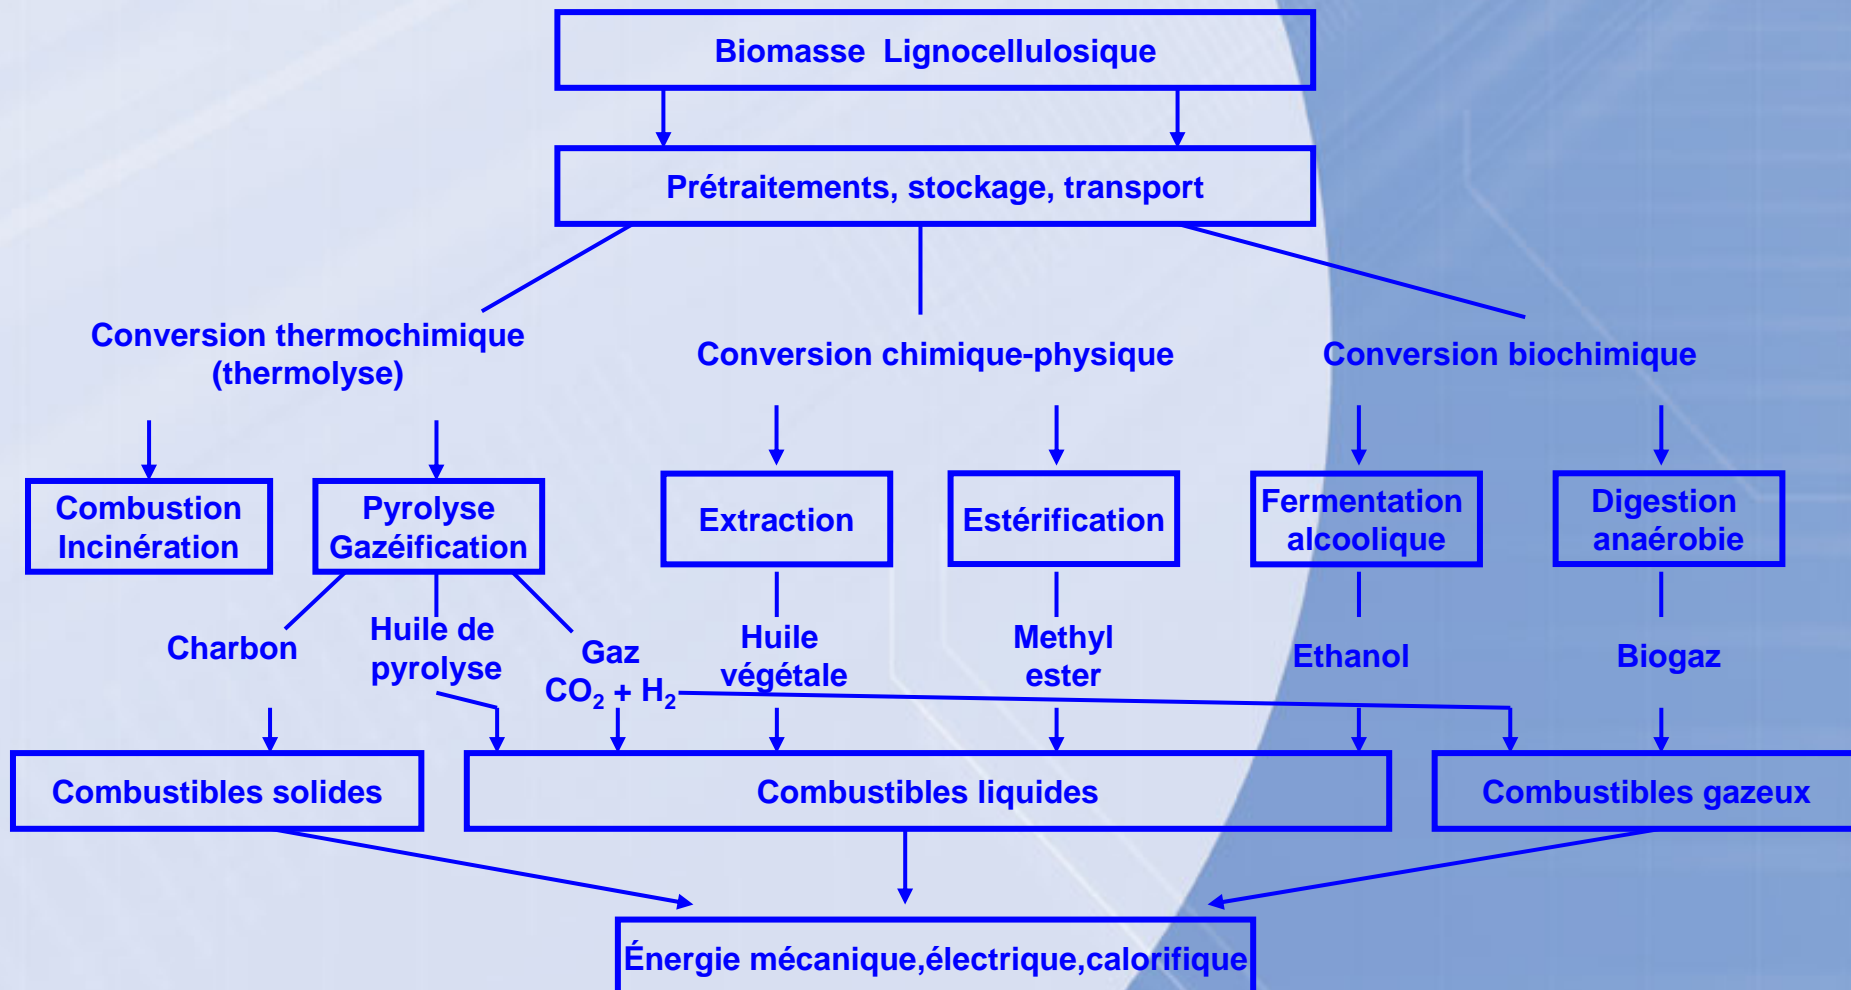 Biomasse Lignocellulosique
Prétraitements, stockage, transport
Conversion thermochimique
(thermolyse)
Conversion chimique-physique
Conversion biochimique
Combustion
Incinération
Pyrolyse
Gazéification
Extraction
Estérification
Fermentation
alcoolique
Digestion
anaérobie
Charbon
Huile de
pyrolyse
Gaz
CO₂ + H₂
Huile
végétale
Methyl
ester
Ethanol
Biogaz
Combustibles solides
Combustibles liquides
Combustibles gazeux
Énergie mécanique,électrique,calorifique